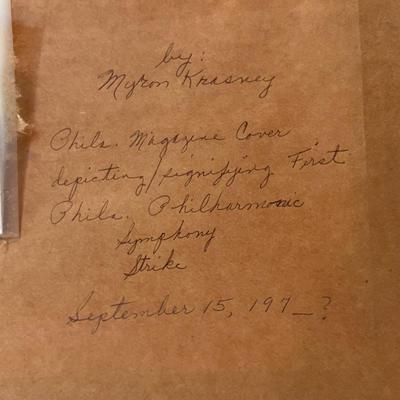 by:
Myron Krasney
Phila. Magazine Cover
depicting/signifying First
Phila. Philharmonic
Symphony
Strike
September 15, 197_?